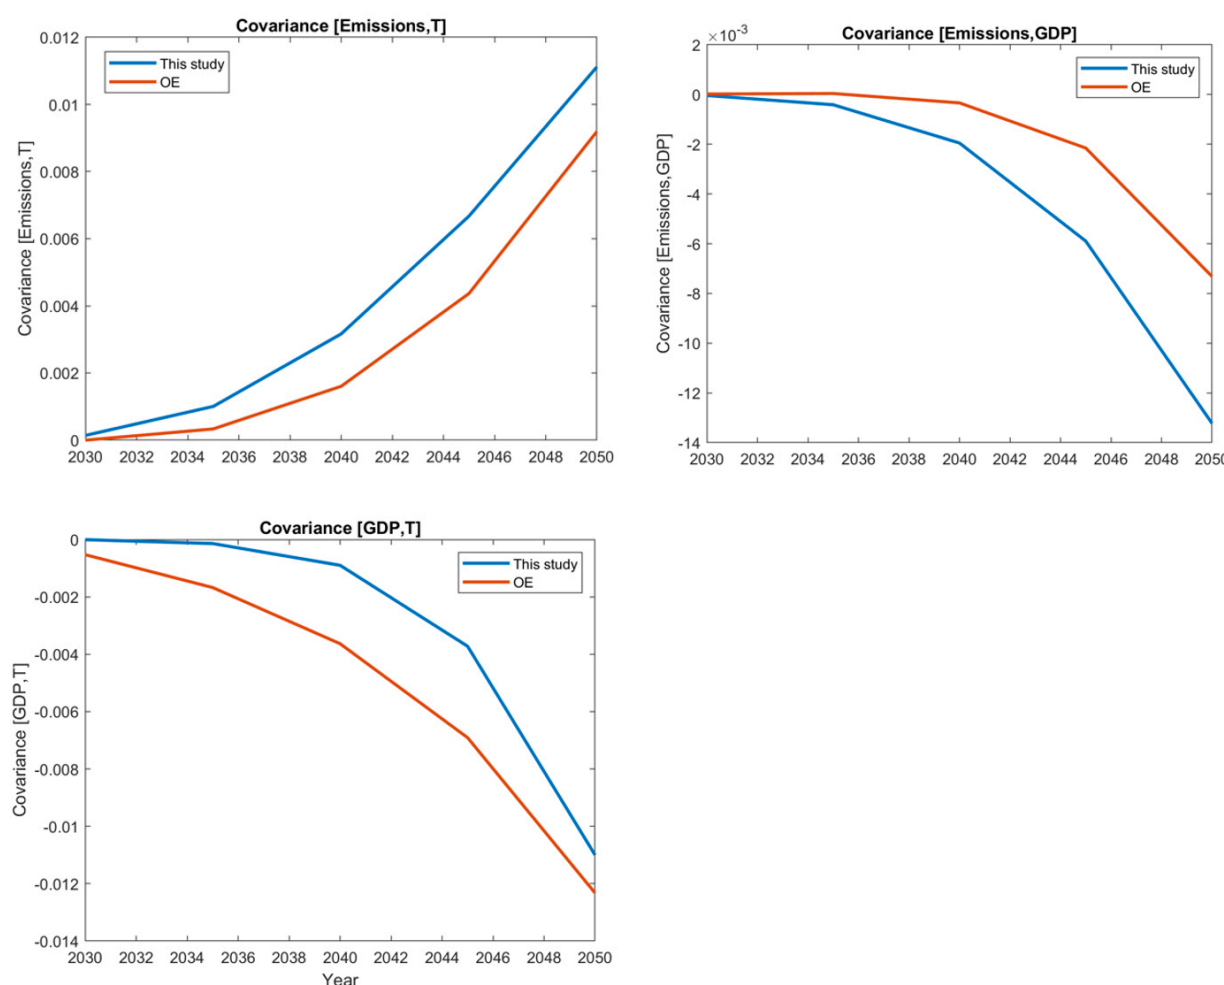 Covariance [Emissions,T]
0.012
0.01
0.008
0.006
0.004
0.002
0
Covariance [Emissions,T]
This study
OE
2030 2032 2034 2036 2038 2040 2042 2044 2046 2048 2050
Covariance [Emissions,GDP]
×10⁻³
2
0
-2
-4
-6
-8
-10
-12
-14
Covariance [Emissions,GDP]
This study
OE
2030 2032 2034 2036 2038 2040 2042 2044 2046 2048 2050
Covariance [GDP,T]
0
-0.002
-0.004
-0.006
-0.008
-0.01
-0.012
-0.014
Covariance [GDP,T]
This study
OE
2030 2032 2034 2036 2038 2040 2042 2044 2046 2048 2050
Year